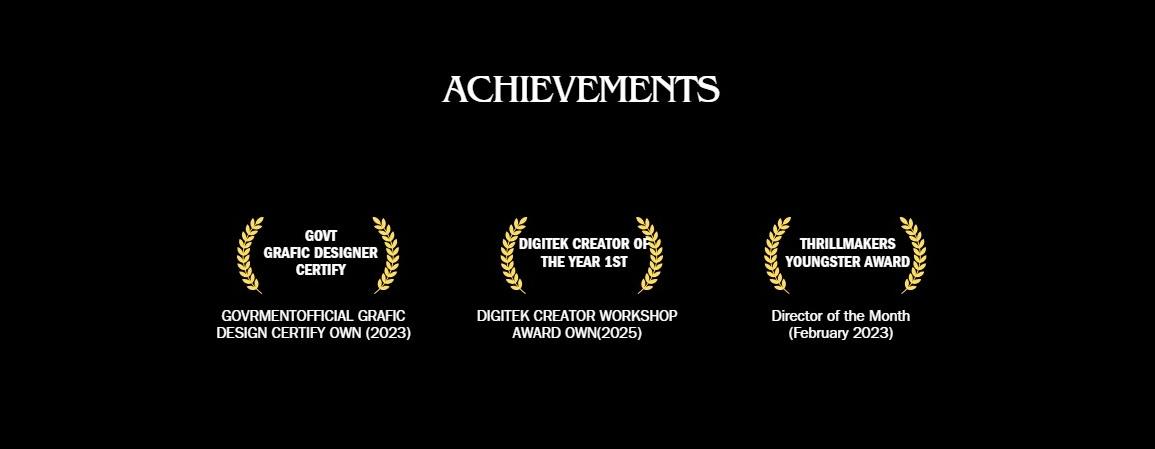 ACHIEVEMENTS
GOVT
GRAFIC DESIGNER
CERTIFY
GOVRMENTOFFICIAL GRAFIC
DESIGN CERTIFY OWN (2023)
DIGITEK CREATOR OF
THE YEAR 1ST
DIGITEK CREATOR WORKSHOP
AWARD OWN(2025)
THRILLMAKERS
YOUNGSTER AWARD
Director of the Month
(February 2023)